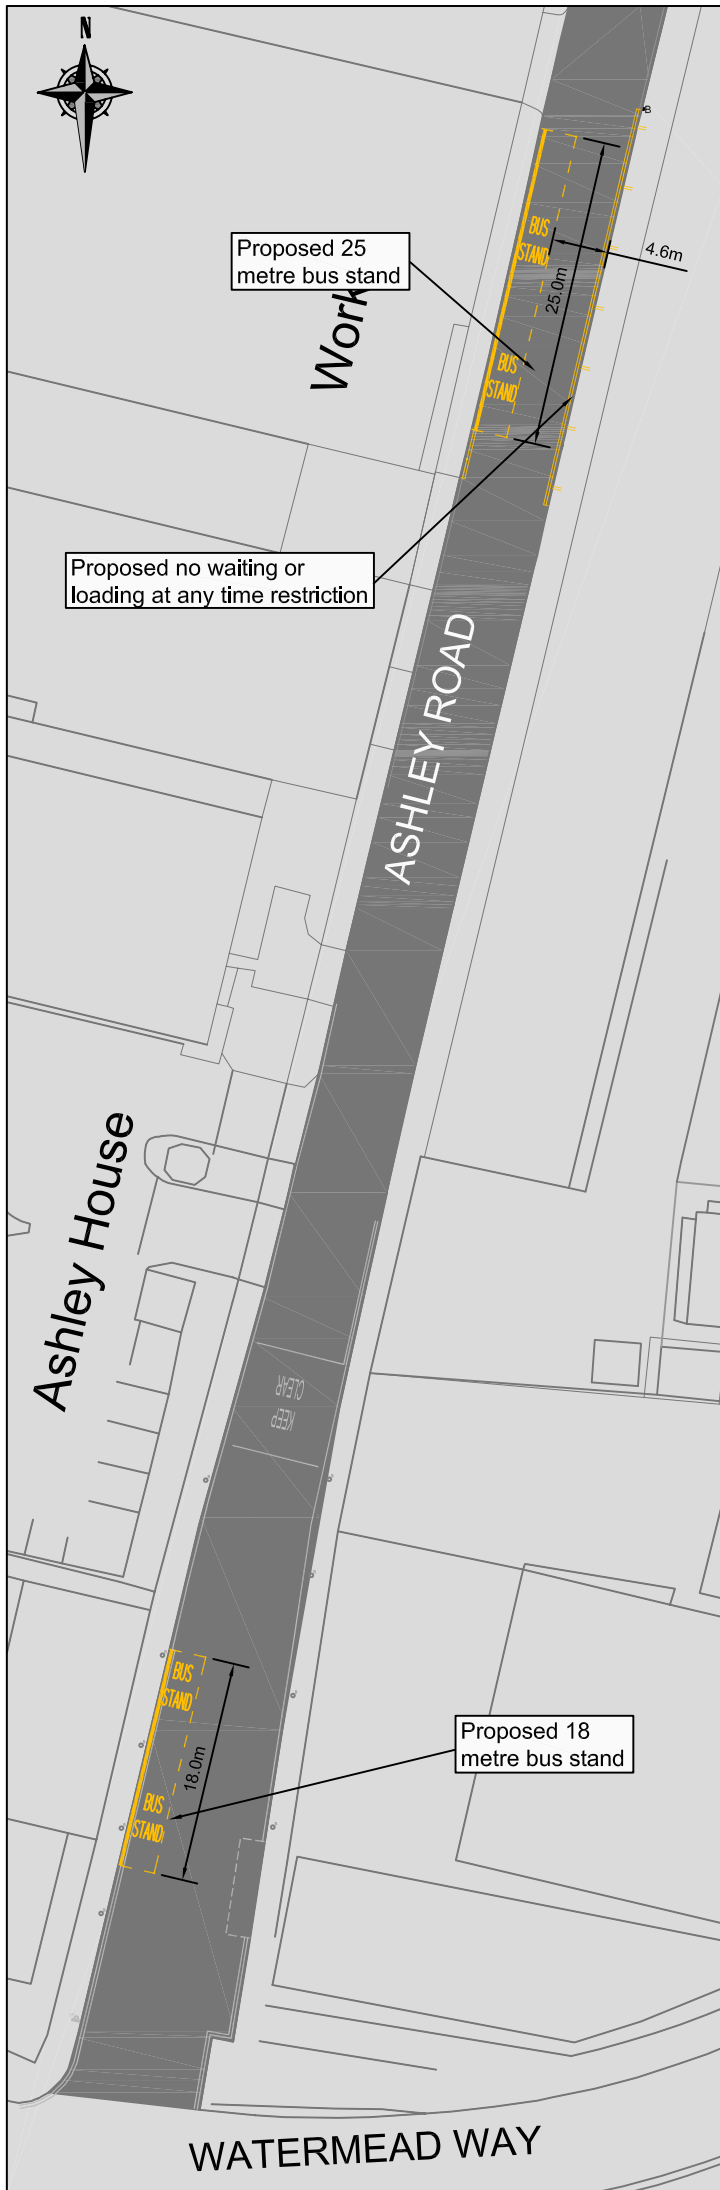 N
B
BUS
STAND
4.6m
Proposed 25
metre bus stand
25.0m
Work
BUS
STAND
Proposed no waiting or
loading at any time restriction
ASHLEY ROAD
Ashley House
KEEP
CLEAR
BUS
STAND
Proposed 18
metre bus stand
18.0m
BUS
STAND
WATERMEAD WAY